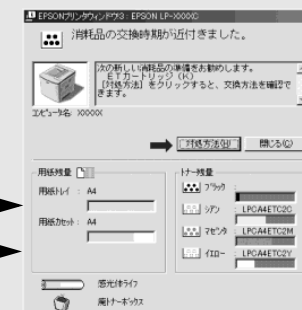 EPSONプリンタウィンドウ!3 : EPSON LP-XXXXC
消耗品の交換時期が近付きました。
次の新しい消耗品の準備をお勧めします。
ETカートリッジ(K)
[対処方法]をクリックすると、交換方法を確認できます。
コンピュータ名: XXXXX
対処方法(H)
閉じる(C)
用紙残量
用紙トレイ : A4
用紙カセット : A4
トナー残量
ブラック :
シアン : LPCA4ETC2C
マゼンタ : LPCA4ETC2M
イエロー : LPCA4ETC2Y
感光体ライフ
廃トナーボックス